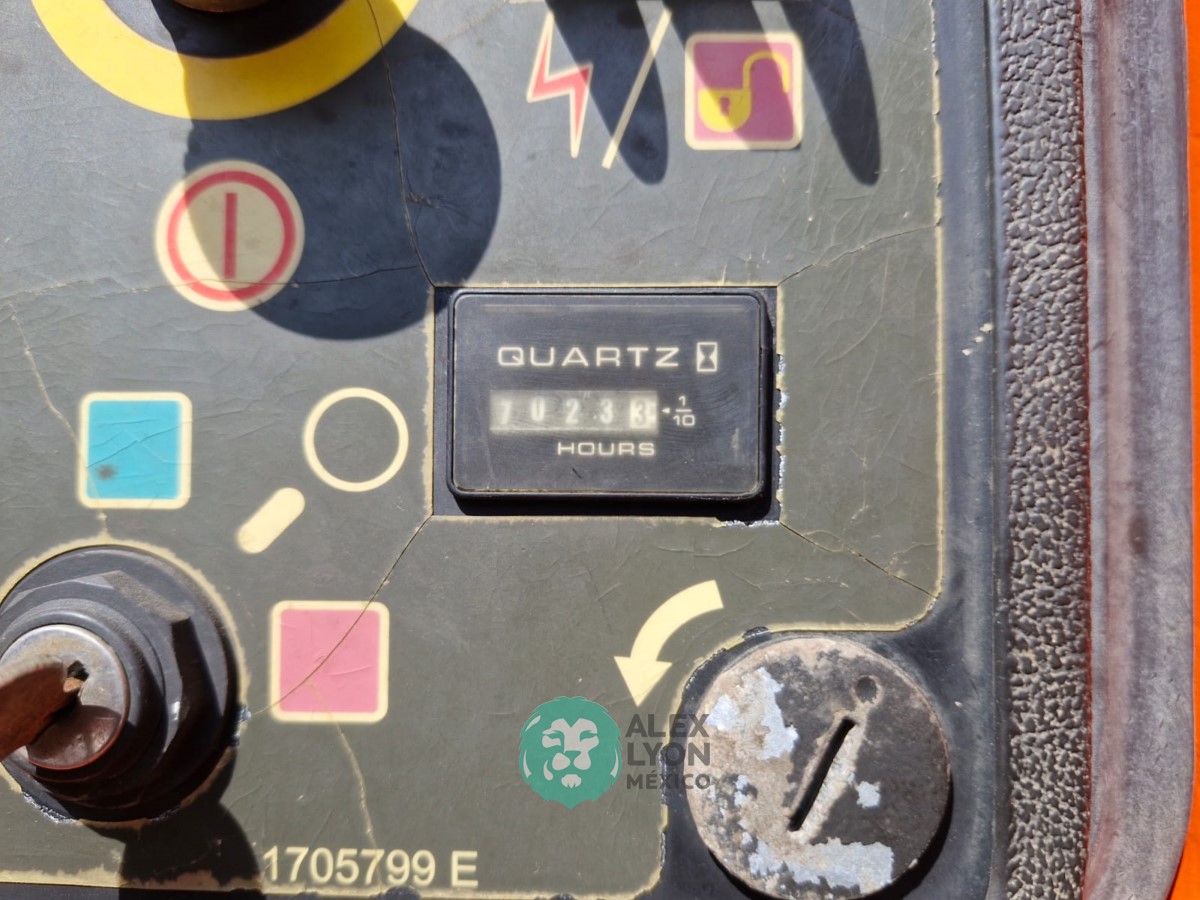 QUARTZ
70233
1
10
HOURS
ALEX
LYON
MÉXICO
1705799 E